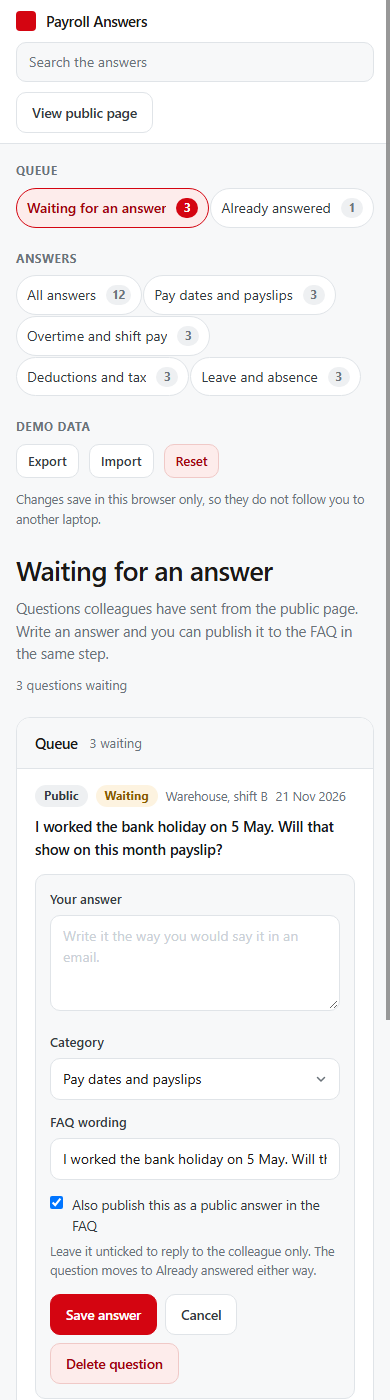 Payroll Answers
Search the answers
View public page
QUEUE
Waiting for an answer 3 Already answered 1
ANSWERS
All answers 12 Pay dates and payslips 3
Overtime and shift pay 3
Deductions and tax 3 Leave and absence 3
DEMO DATA
Export Import Reset
Changes save in this browser only, so they do not follow you to
another laptop.
Waiting for an answer
Questions colleagues have sent from the public page.
Write an answer and you can publish it to the FAQ in
the same step.
3 questions waiting
Queue 3 waiting
Public Waiting Warehouse, shift B 21 Nov 2026
I worked the bank holiday on 5 May. Will that
show on this month payslip?
Your answer
Write it the way you would say it in an
email.
Category
Pay dates and payslips
FAQ wording
I worked the bank holiday on 5 May. Will th
Also publish this as a public answer in the
FAQ
Leave it unticked to reply to the colleague only. The
question moves to Already answered either way.
Save answer Cancel
Delete question